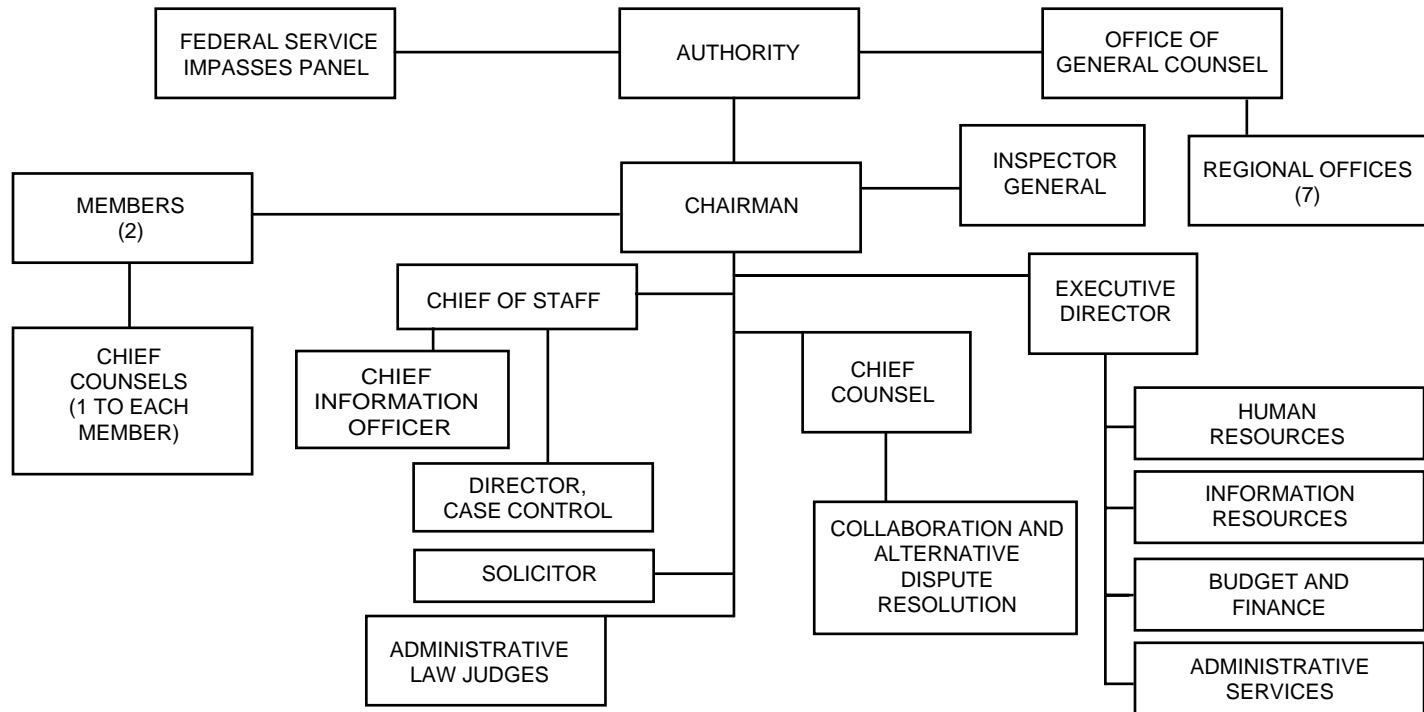 FEDERAL SERVICE
IMPASSES PANEL
AUTHORITY
OFFICE OF
GENERAL COUNSEL
INSPECTOR
GENERAL
REGIONAL OFFICES
(7)
MEMBERS
(2)
CHAIRMAN
CHIEF OF STAFF
EXECUTIVE
DIRECTOR
CHIEF
COUNSELS
(1 TO EACH
MEMBER)
CHIEF
INFORMATION
OFFICER
CHIEF
COUNSEL
HUMAN
RESOURCES
DIRECTOR,
CASE CONTROL
INFORMATION
RESOURCES
COLLABORATION AND
ALTERNATIVE
DISPUTE
RESOLUTION
SOLICITOR
BUDGET AND
FINANCE
ADMINISTRATIVE
LAW JUDGES
ADMINISTRATIVE
SERVICES